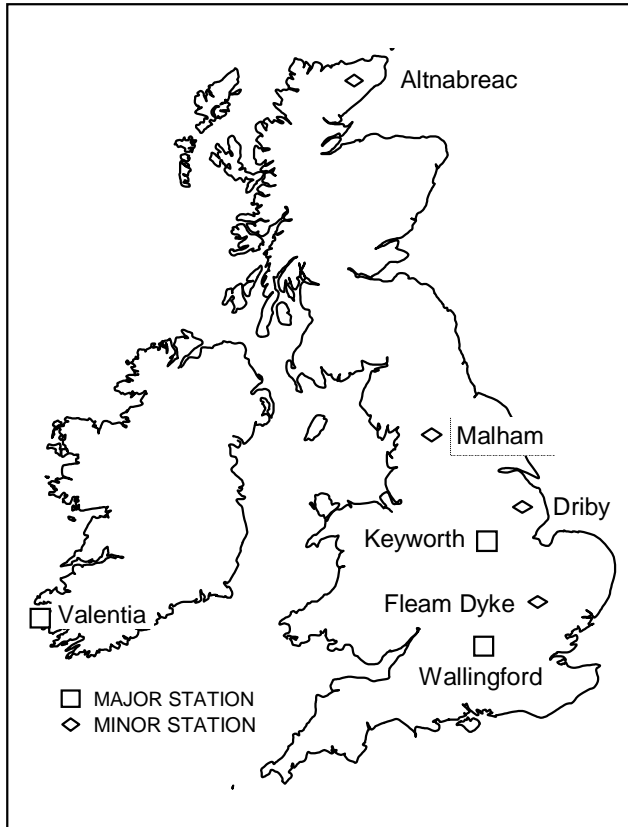 Altnabreac
Malham
Driby
Keyworth
Fleam Dyke
Valentia
Wallingford
MAJOR STATION
MINOR STATION